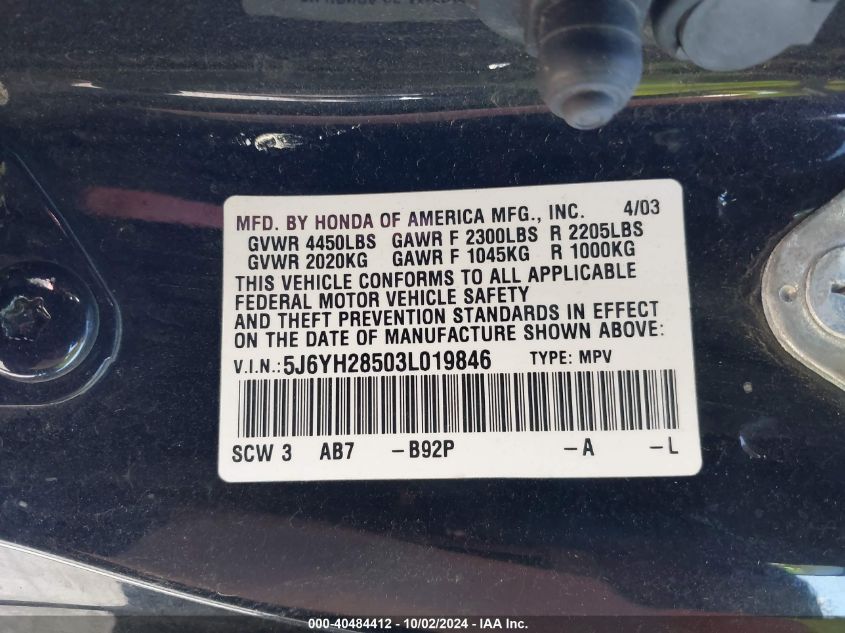 MFD. BY HONDA OF AMERICA MFG., INC. 4/03
GVWR 4450LBS GAWR F 2300LBS R 2205LBS
GVWR 2020KG GAWR F 1045KG R 1000KG
THIS VEHICLE CONFORMS TO ALL APPLICABLE
FEDERAL MOTOR VEHICLE SAFETY
AND THEFT PREVENTION STANDARDS IN EFFECT
ON THE DATE OF MANUFACTURE SHOWN ABOVE:
V.I.N.:5J6YH28503L019846 TYPE: MPV
SCW 3 AB7 -B92P -A -L
000-40484412 - 10/02/2024 - IAA Inc.